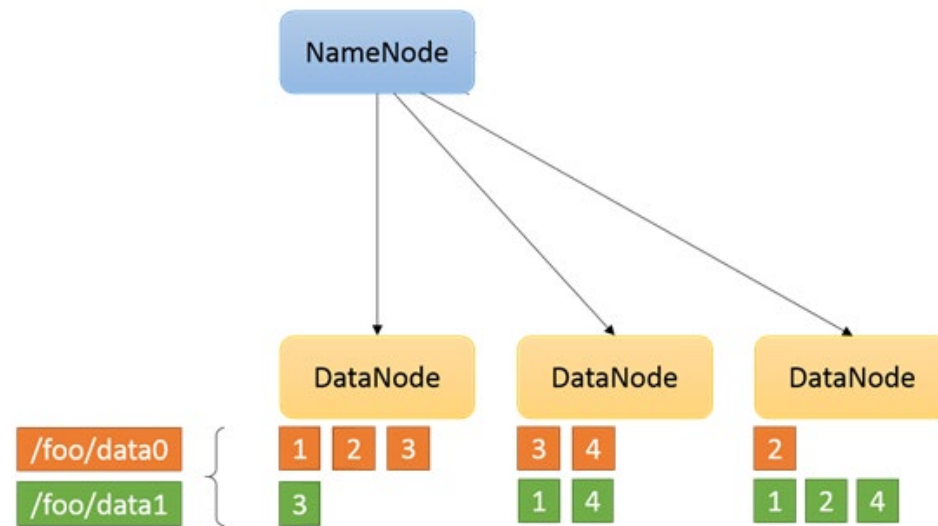 NameNode
DataNode DataNode DataNode
/foo/data0 1 2 3 3 4 2
/foo/data1 3 1 4 1 2 4